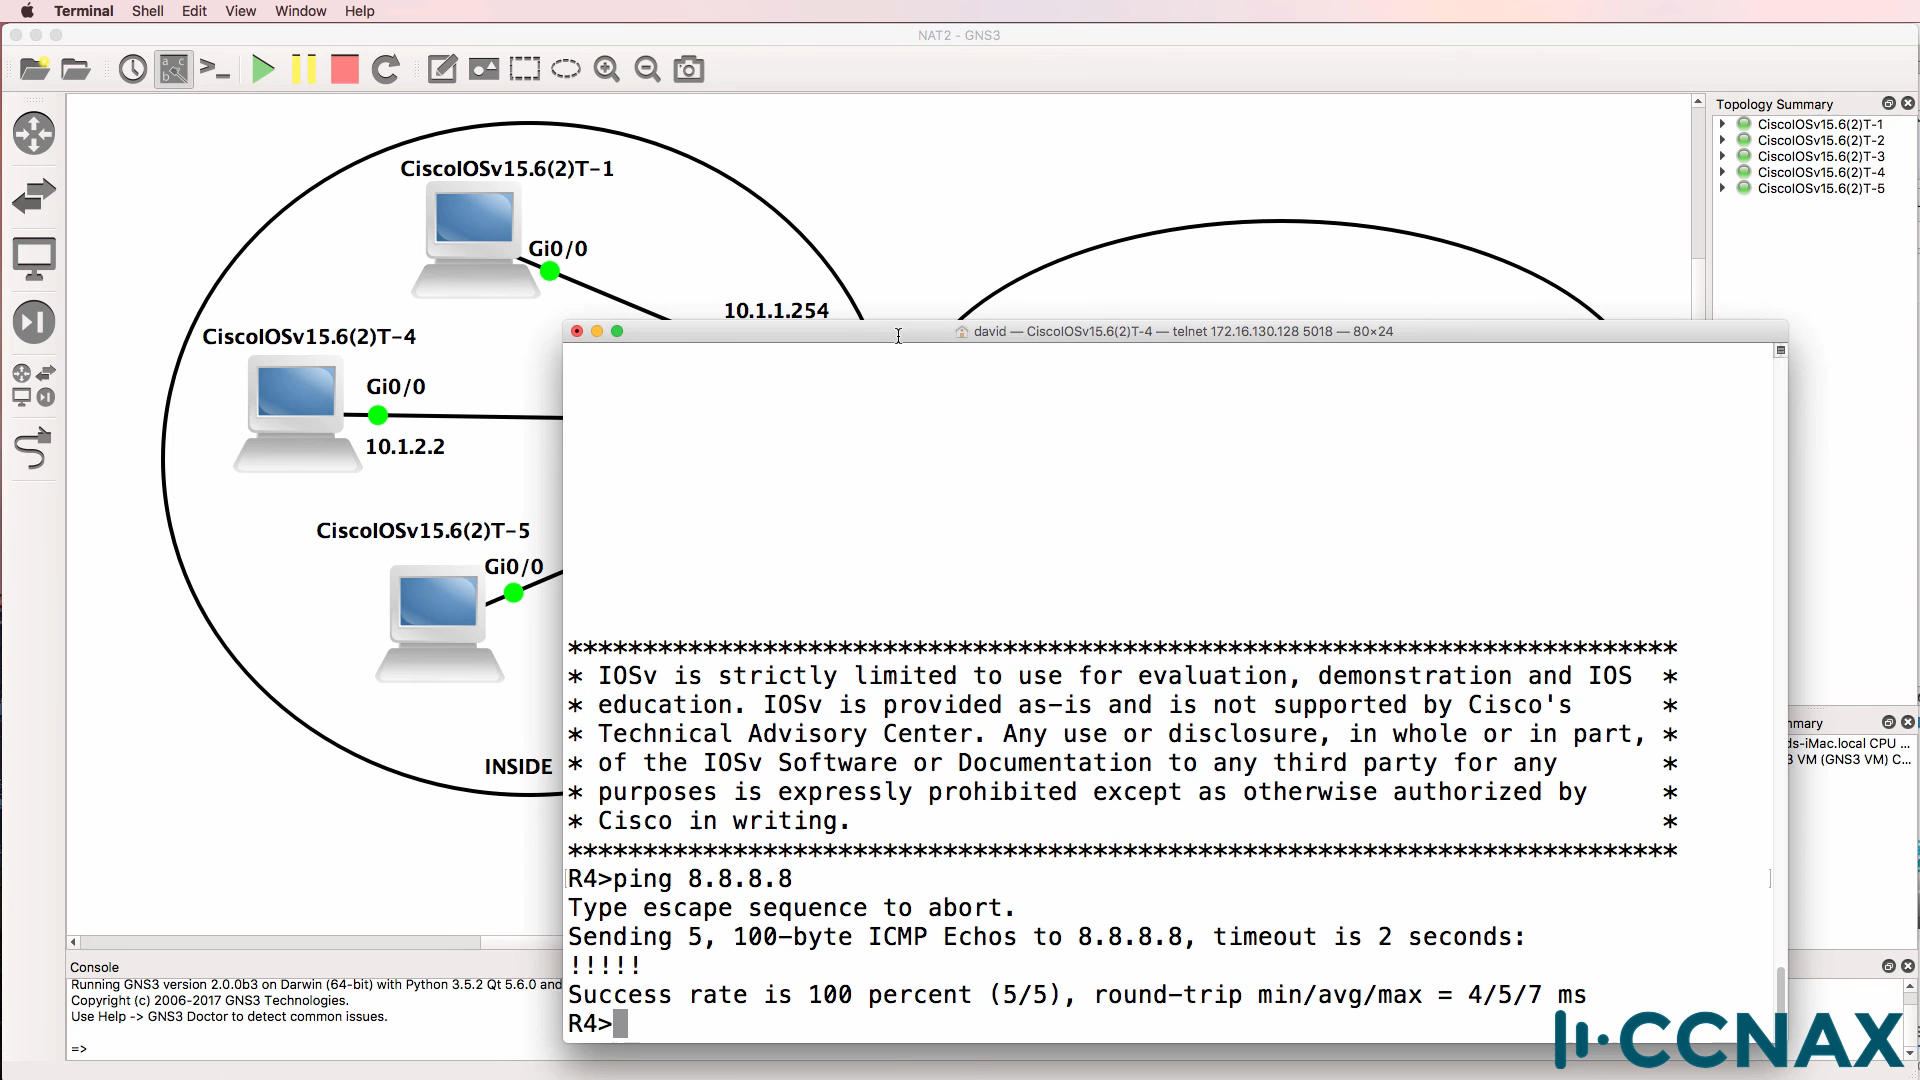 Terminal Shell Edit View Window Help
NAT2 - GNS3
Topology Summary
CiscoIOSv15.6(2)T-1
CiscoIOSv15.6(2)T-2
CiscoIOSv15.6(2)T-3
CiscoIOSv15.6(2)T-4
CiscoIOSv15.6(2)T-5
CiscoIOSv15.6(2)T-1
Gi0/0
10.1.1.254
CiscoIOSv15.6(2)T-4
Gi0/0
10.1.2.2
CiscoIOSv15.6(2)T-5
Gi0/0
INSIDE
david — CiscoIOSv15.6(2)T-4 — telnet 172.16.130.128 5018 — 80×24
**************************************************************************
* IOSv is strictly limited to use for evaluation, demonstration and IOS  *
* education. IOSv is provided as-is and is not supported by Cisco's      *
* Technical Advisory Center. Any use or disclosure, in whole or in part, *
* of the IOSv Software or Documentation to any third party for any       *
* purposes is expressly prohibited except as otherwise authorized by     *
* Cisco in writing.                                                      *
**************************************************************************
R4>ping 8.8.8.8
Type escape sequence to abort.
Sending 5, 100-byte ICMP Echos to 8.8.8.8, timeout is 2 seconds:
!!!!!
Success rate is 100 percent (5/5), round-trip min/avg/max = 4/5/7 ms
R4>
mmary
ds-iMac.local CPU ...
3 VM (GNS3 VM) C...
Console
Running GNS3 version 2.0.0b3 on Darwin (64-bit) with Python 3.5.2 Qt 5.6.0 and
Copyright (c) 2006-2017 GNS3 Technologies.
Use Help -> GNS3 Doctor to detect common issues.
=>
CCNAX